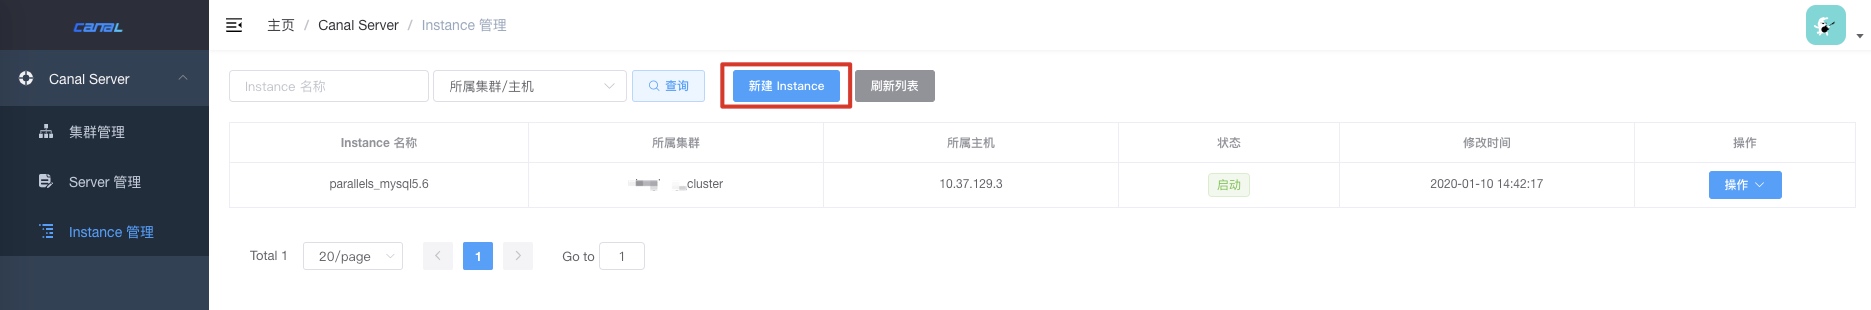 canal
主页 / Canal Server / Instance 管理
Canal Server
集群管理
Server 管理
Instance 管理
Instance 名称 所属集群/主机 查询 新建 Instance 刷新列表
Instance 名称 所属集群 所属主机 状态 修改时间 操作
parallels_mysql5.6 cluster 10.37.129.3 启动 2020-01-10 14:42:17 操作
Total 1 20/page 1 Go to 1